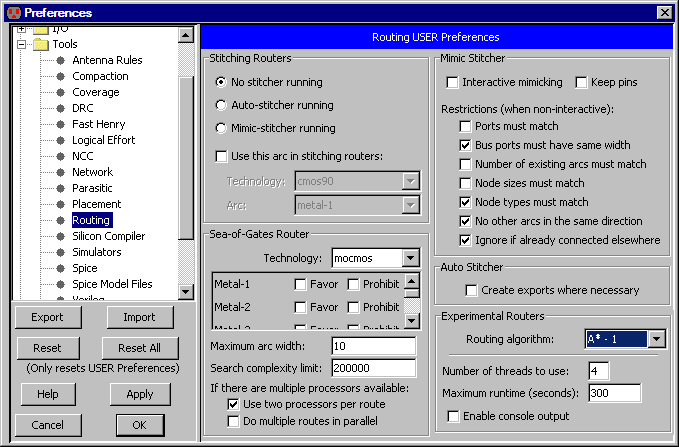 Preferences
I/O
Tools
Antenna Rules
Compaction
Coverage
DRC
Fast Henry
Logical Effort
NCC
Network
Parasitic
Placement
Routing
Silicon Compiler
Simulators
Spice
Spice Model Files
Verilog
Export
Import
Reset
Reset All
(Only resets USER Preferences)
Help
Apply
Cancel
OK
Routing USER Preferences
Stitching Routers
No stitcher running
Auto-stitcher running
Mimic-stitcher running
Use this arc in stitching routers:
Technology: cmos90
Arc: metal-1
Sea-of-Gates Router
Technology: mocmos
Metal-1 Favor Prohibit
Metal-2 Favor Prohibit
Metal-3 Favor Prohibit
Maximum arc width: 10
Search complexity limit: 200000
If there are multiple processors available:
Use two processors per route
Do multiple routes in parallel
Mimic Stitcher
Interactive mimicking Keep pins
Restrictions (when non-interactive):
Ports must match
Bus ports must have same width
Number of existing arcs must match
Node sizes must match
Node types must match
No other arcs in the same direction
Ignore if already connected elsewhere
Auto Stitcher
Create exports where necessary
Experimental Routers
Routing algorithm: A* - 1
Number of threads to use: 4
Maximum runtime (seconds): 300
Enable console output